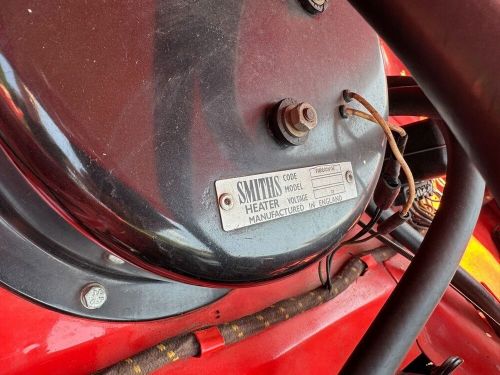 SMITHS CODE
MODEL
HEATER VOLTAGE
MANUFACTURED IN ENGLAND